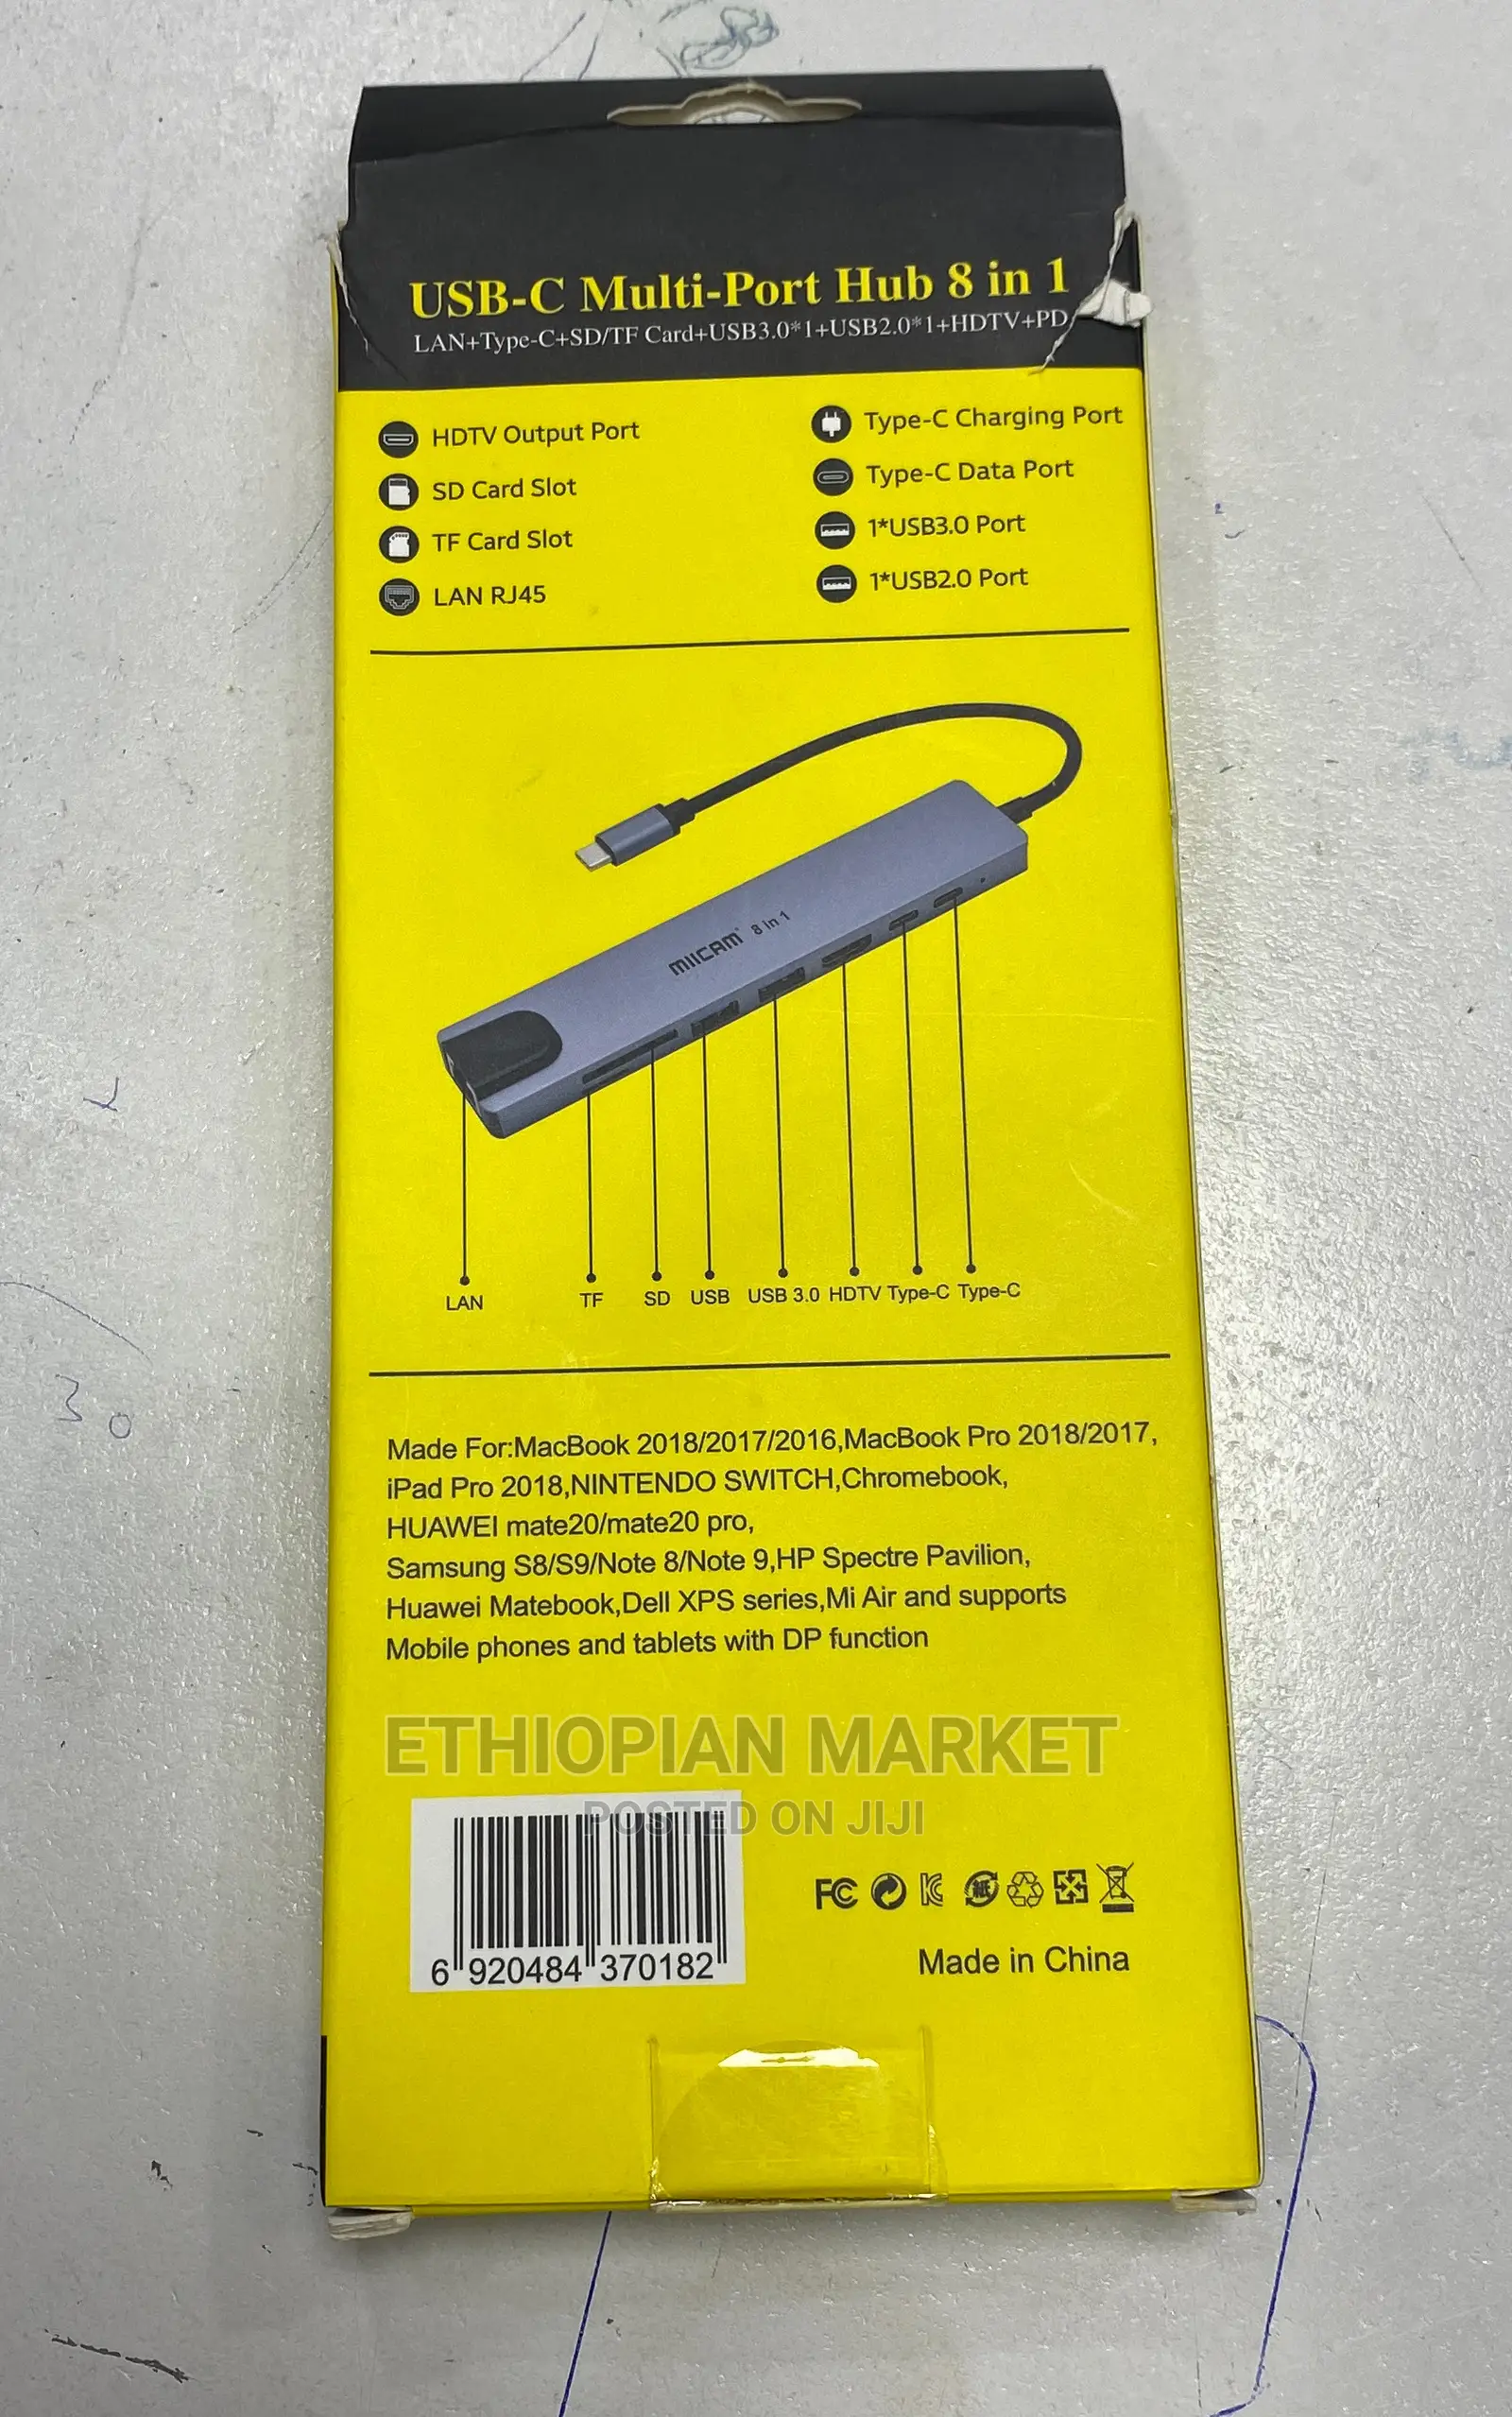 USB-C Multi-Port Hub 8 in 1
LAN+Type-C+SD/TF Card+USB3.0*1+USB2.0*1+HDTV+PD
HDTV Output Port
SD Card Slot
TF Card Slot
LAN RJ45
Type-C Charging Port
Type-C Data Port
1*USB3.0 Port
1*USB2.0 Port
MIICAM 8 in 1
LAN TF SD USB USB 3.0 HDTV Type-C Type-C
Made For:MacBook 2018/2017/2016,MacBook Pro 2018/2017,
iPad Pro 2018,NINTENDO SWITCH,Chromebook,
HUAWEI mate20/mate20 pro,
Samsung S8/S9/Note 8/Note 9,HP Spectre Pavilion,
Huawei Matebook,Dell XPS series,Mi Air and supports
Mobile phones and tablets with DP function
ETHIOPIAN MARKET
POSTED ON JIJI
6 920484 370182
FC
Made in China
30